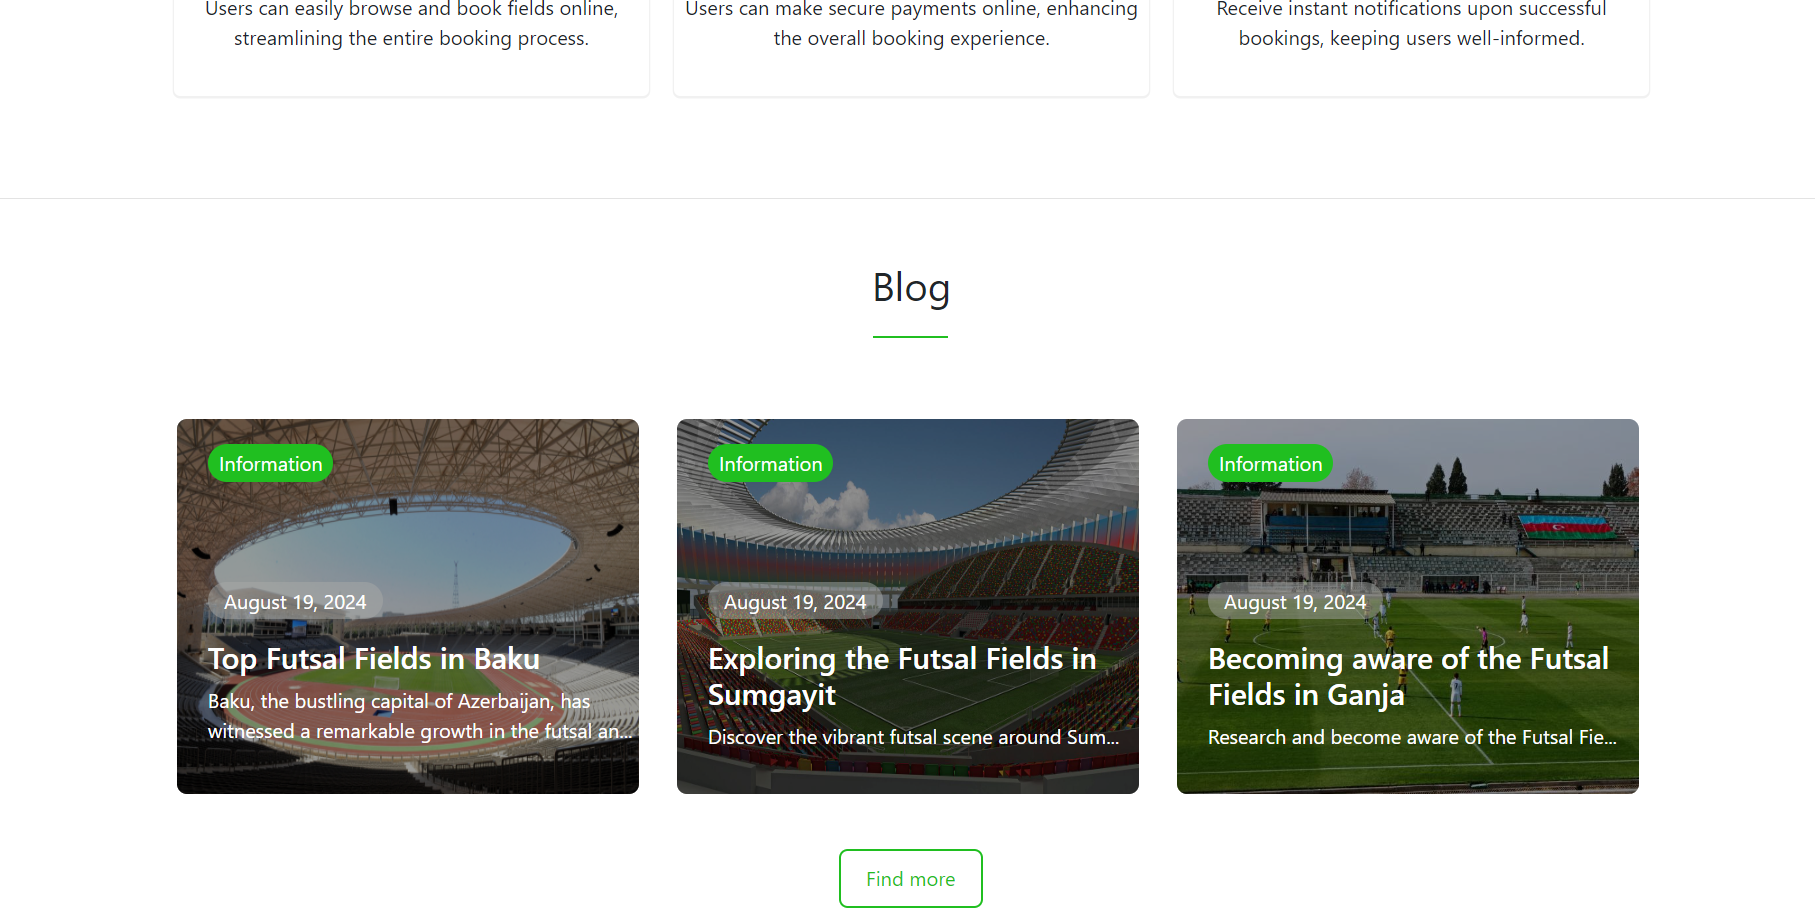 Users can easily browse and book fields online,
streamlining the entire booking process.
Users can make secure payments online, enhancing
the overall booking experience.
Receive instant notifications upon successful
bookings, keeping users well-informed.
Blog
Information
August 19, 2024
Top Futsal Fields in Baku
Baku, the bustling capital of Azerbaijan, has
witnessed a remarkable growth in the futsal an...
Information
August 19, 2024
Exploring the Futsal Fields in
Sumgayit
Discover the vibrant futsal scene around Sum...
Information
August 19, 2024
Becoming aware of the Futsal
Fields in Ganja
Research and become aware of the Futsal Fie...
Find more